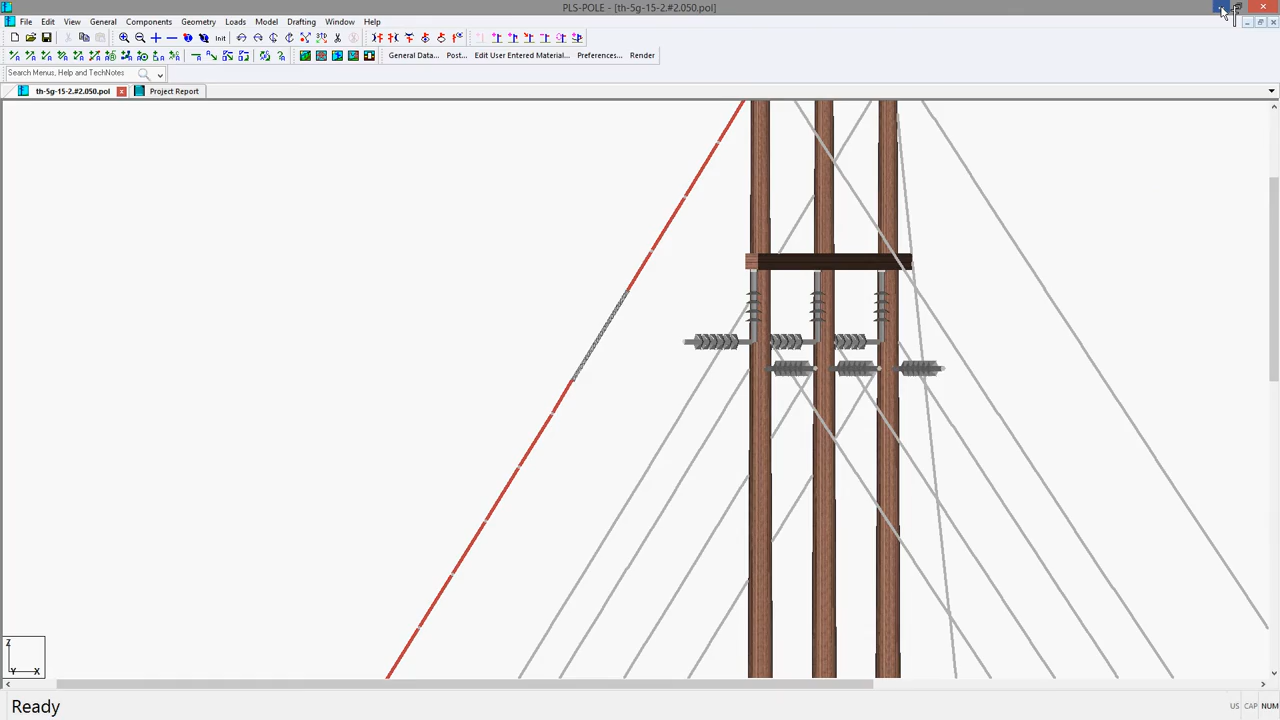 PLS-POLE - [th-5g-15-2.#2.050.pol]
File Edit View General Components Geometry Loads Model Drafting Window Help
Init 3TD
General Data... Post... Edit User Entered Material... Preferences... Render
Search Menus, Help and TechNotes
th-5g-15-2.#2.050.pol Project Report
Z
Y X
Ready US CAP NUM